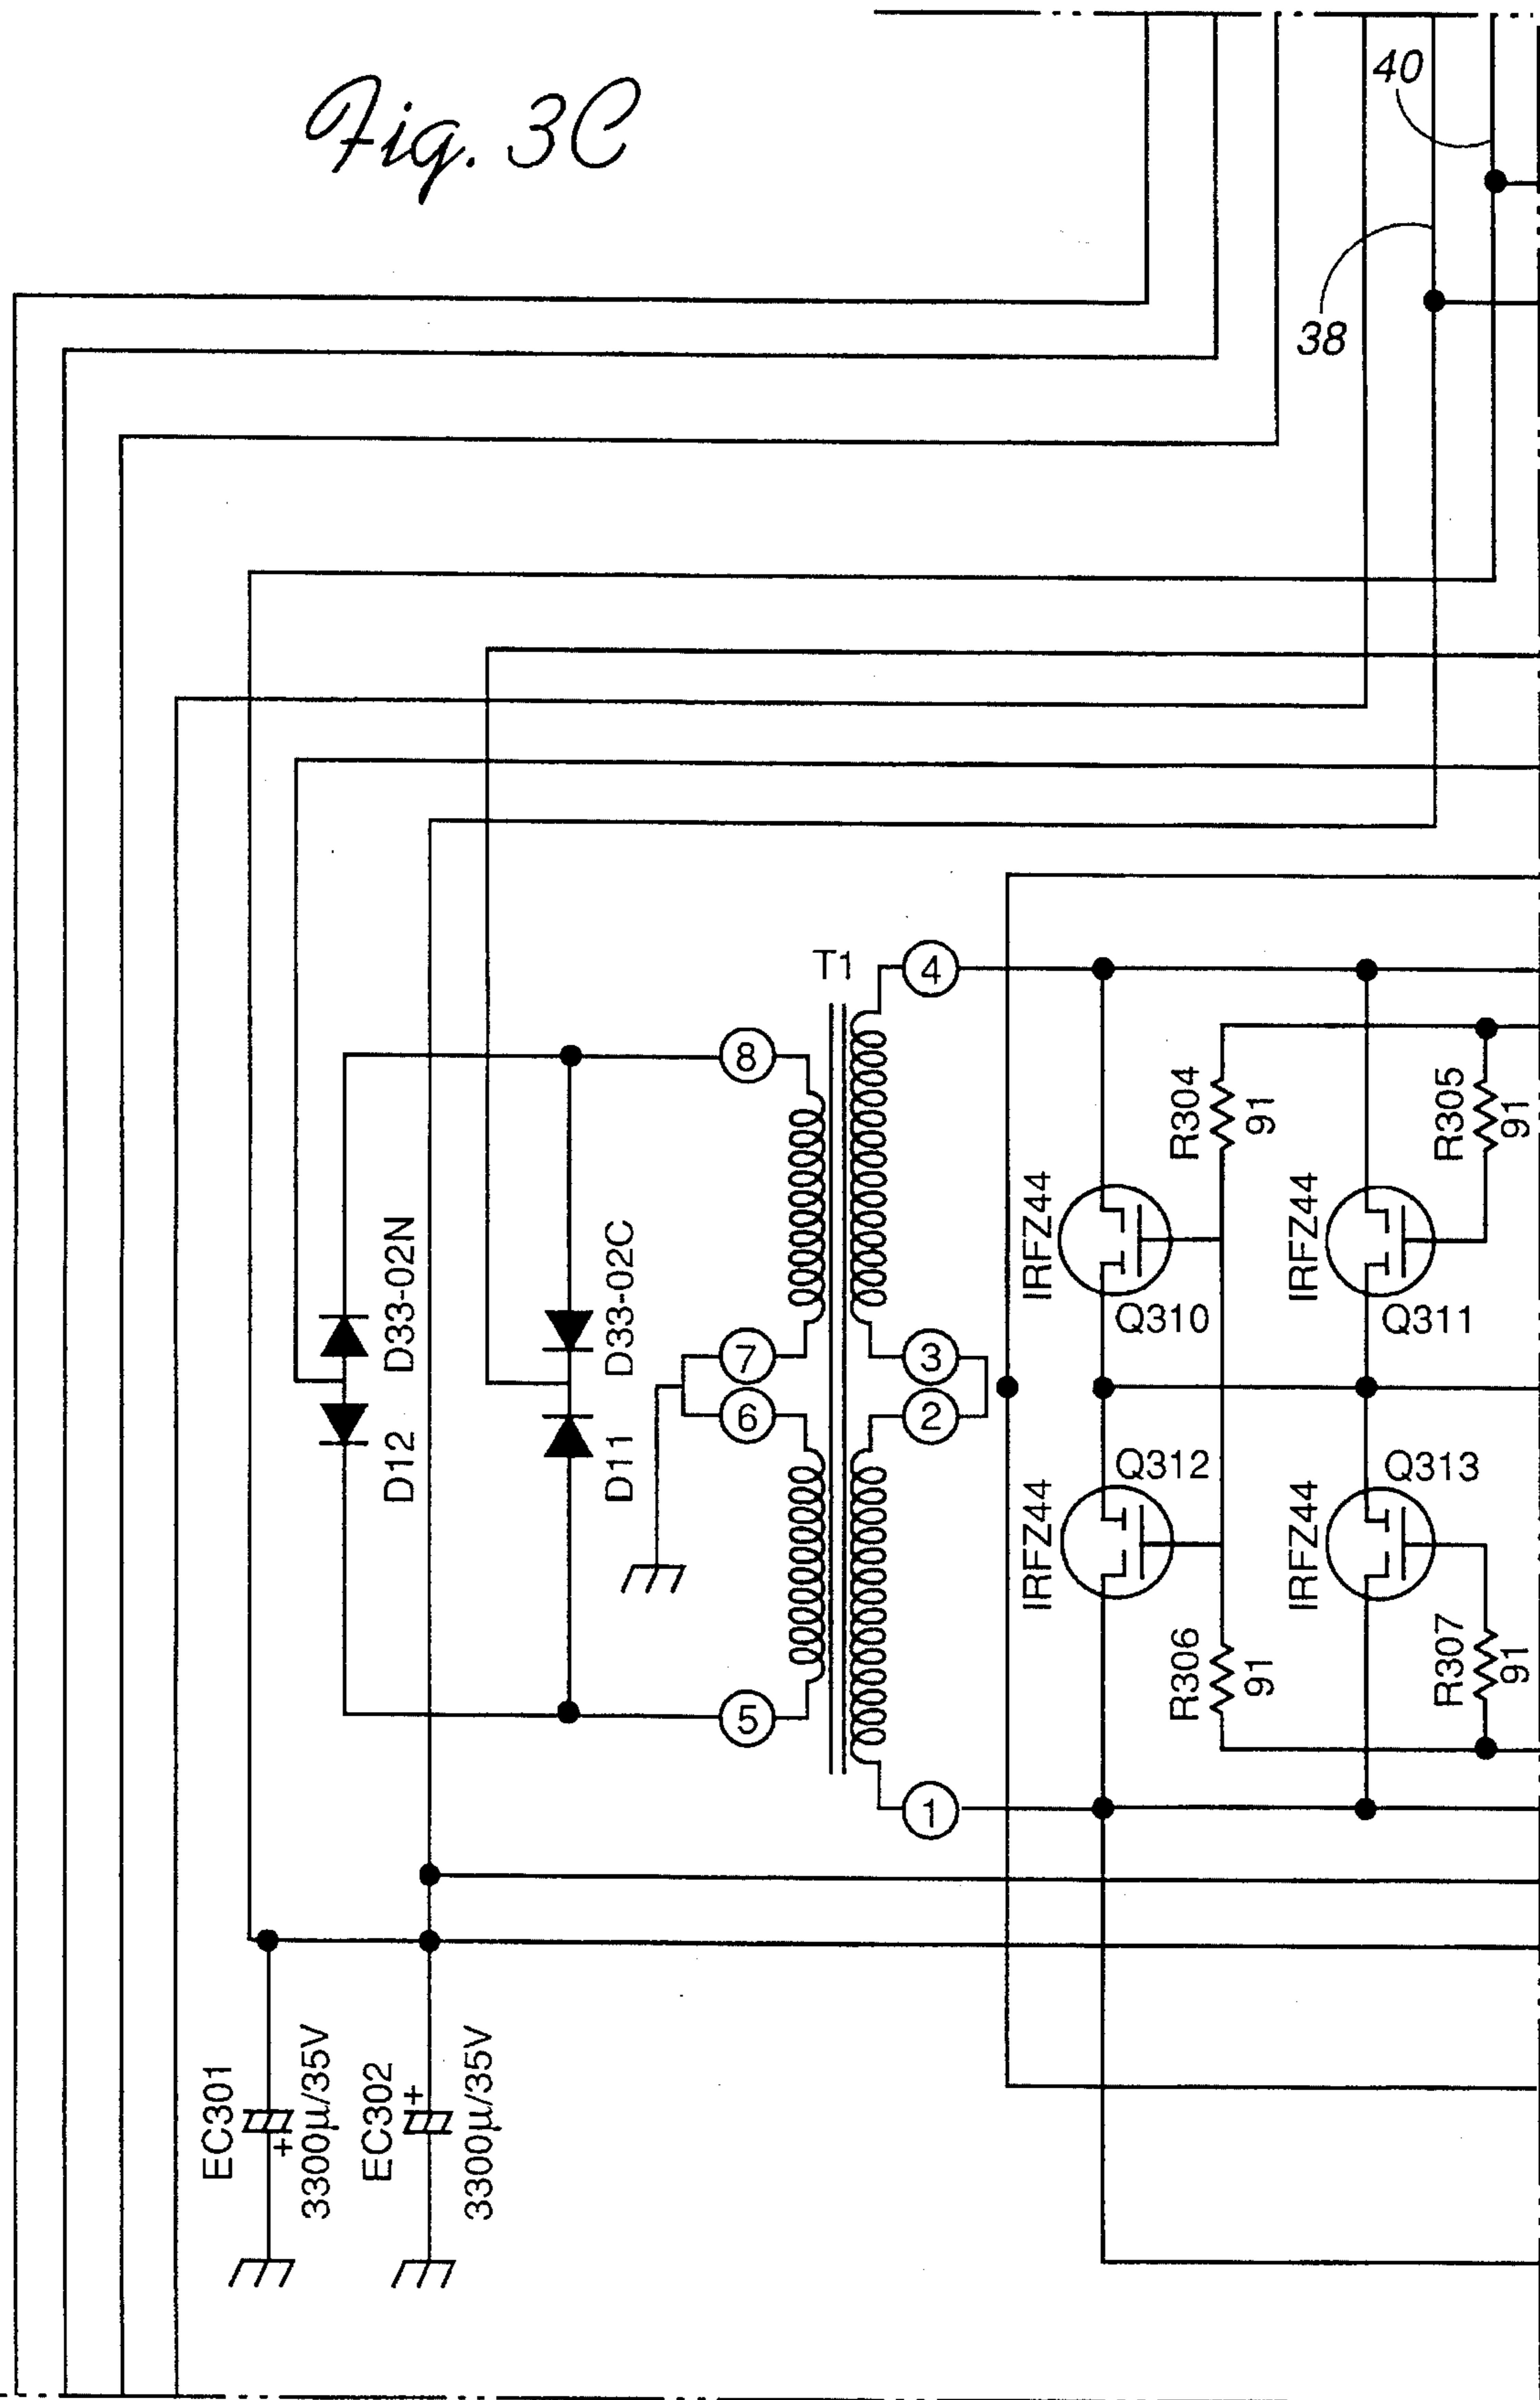 Fig. 3C
40
38
T1
4
8
R304
91
R305
91
IRFZ44
Q310
IRFZ44
Q311
D33-02N
D12
D33-02C
D11
7
6
3
2
Q312
IRFZ44
Q313
IRFZ44
R306
91
R307
91
5
1
EC301
+
3300µ/35V
EC302
+
3300µ/35V